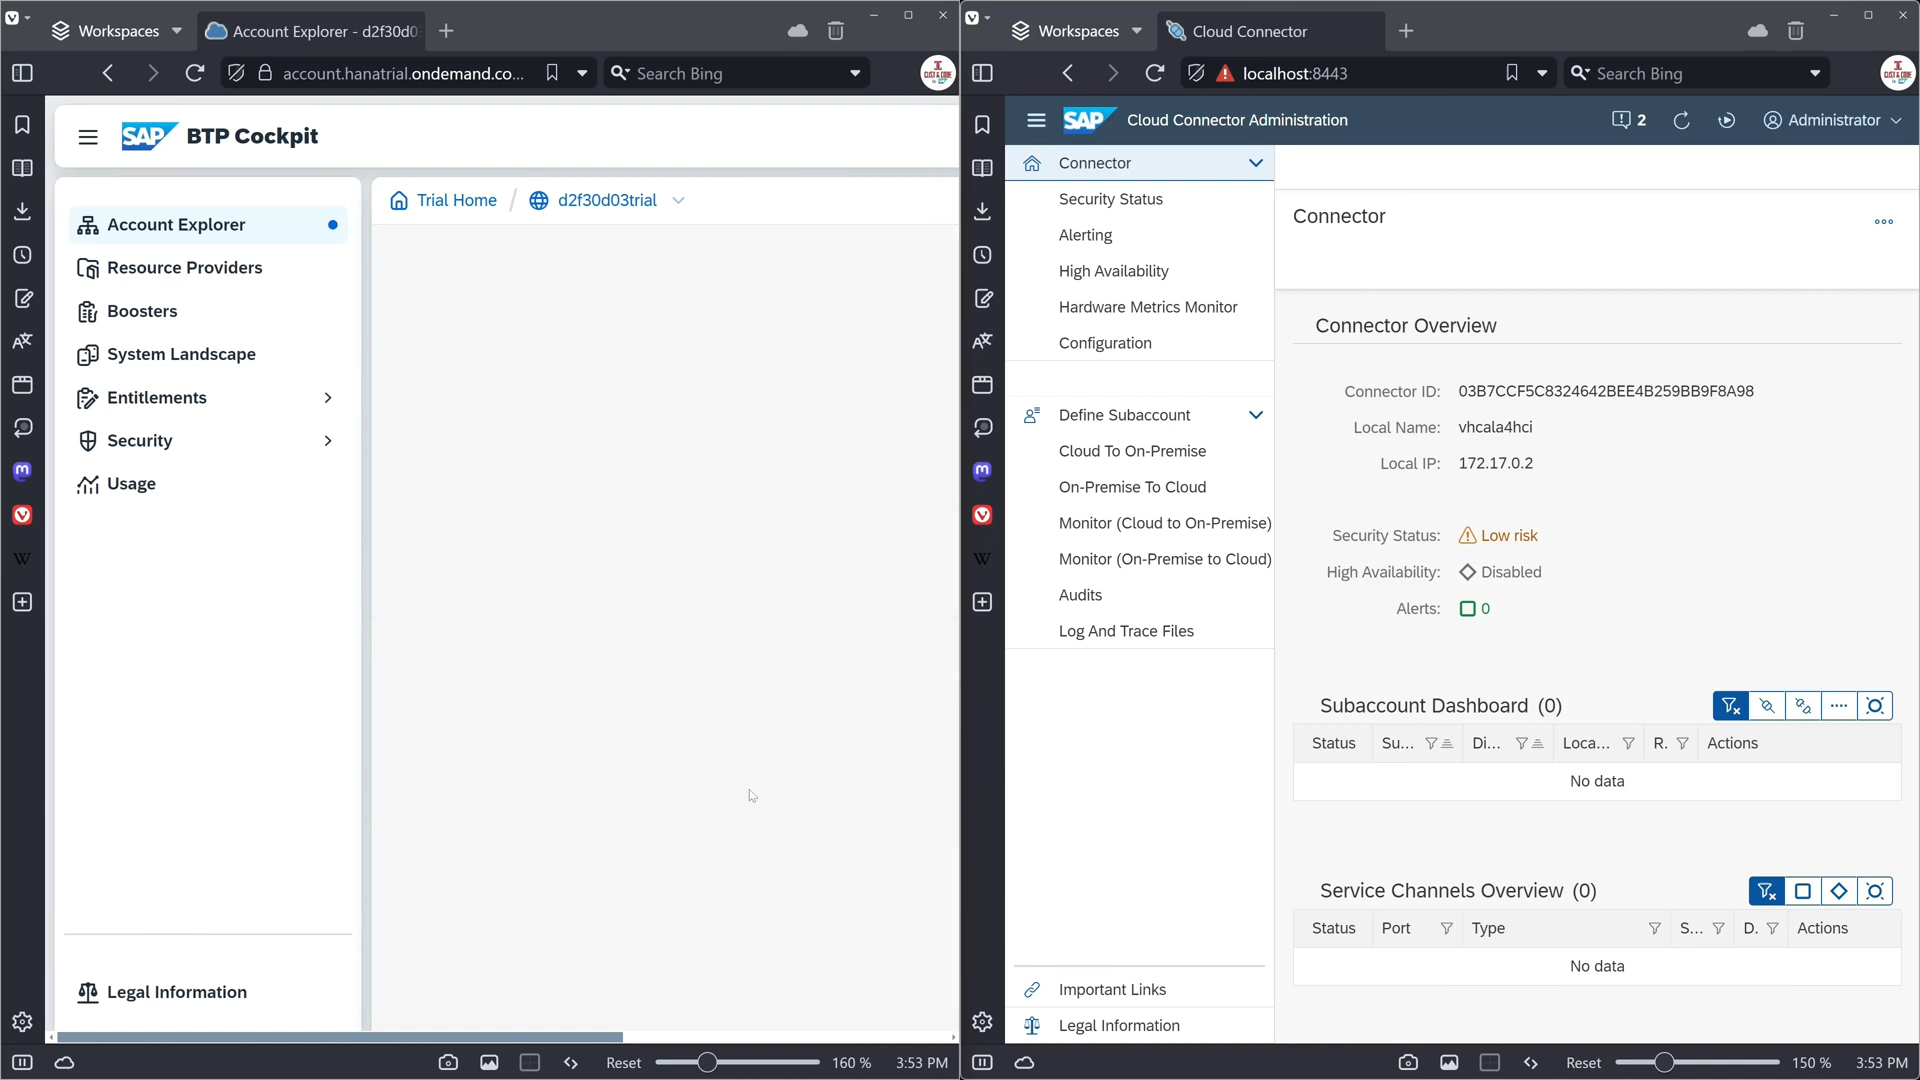 Workspaces
Account Explorer - d2f30d0
account.hanatrial.ondemand.co...
Search Bing
SAP BTP Cockpit
Account Explorer
Resource Providers
Boosters
System Landscape
Entitlements
Security
Usage
Legal Information
Trial Home / d2f30d03trial
Reset
160 %
3:53 PM
Workspaces
Cloud Connector
localhost:8443
Search Bing
SAP Cloud Connector Administration
2
Administrator
Connector
Security Status
Alerting
High Availability
Hardware Metrics Monitor
Configuration
Define Subaccount
Cloud To On-Premise
On-Premise To Cloud
Monitor (Cloud to On-Premise)
Monitor (On-Premise to Cloud)
Audits
Log And Trace Files
Important Links
Legal Information
Connector
Connector Overview
Connector ID: 03B7CCF5C8324642BEE4B259BB9F8A98
Local Name: vhcala4hci
Local IP: 172.17.0.2
Security Status: Low risk
High Availability: Disabled
Alerts: 0
Subaccount Dashboard (0)
Status Su... Di... Loca... R. Actions
No data
Service Channels Overview (0)
Status Port Type S... D. Actions
No data
Reset
150 %
3:53 PM